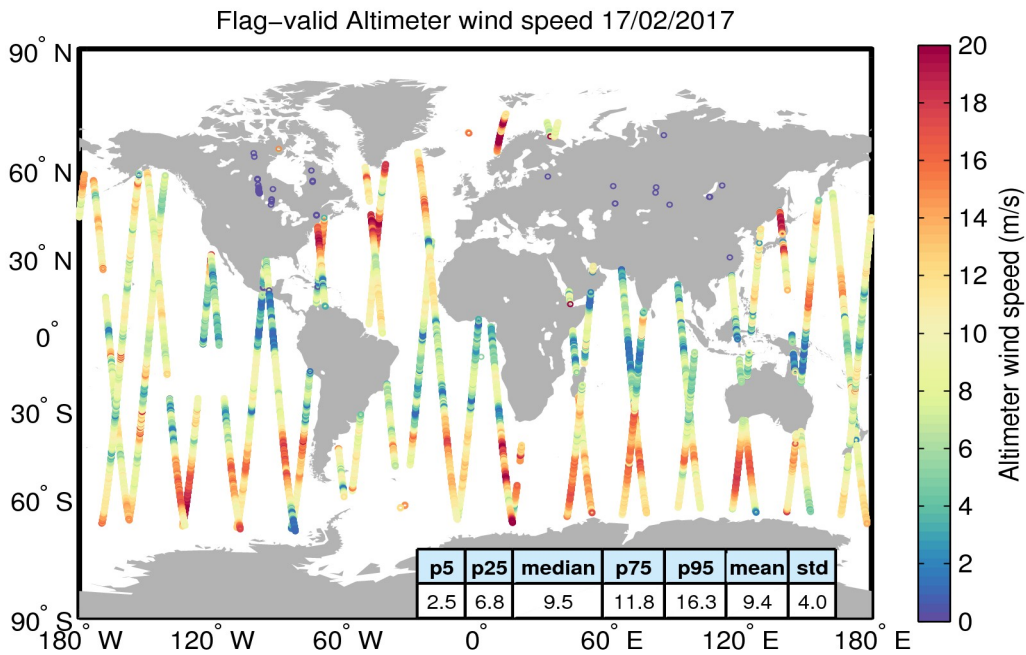 Flag−valid Altimeter wind speed 17/02/2017
90° N
60° N
30° N
0°
30° S
60° S
90° S
180° W
120° W
60° W
0°
60° E
120° E
180° E
p5 p25 median p75 p95 mean std
2.5 6.8 9.5 11.8 16.3 9.4 4.0
20
18
16
14
12
10
8
6
4
2
0
Altimeter wind speed (m/s)